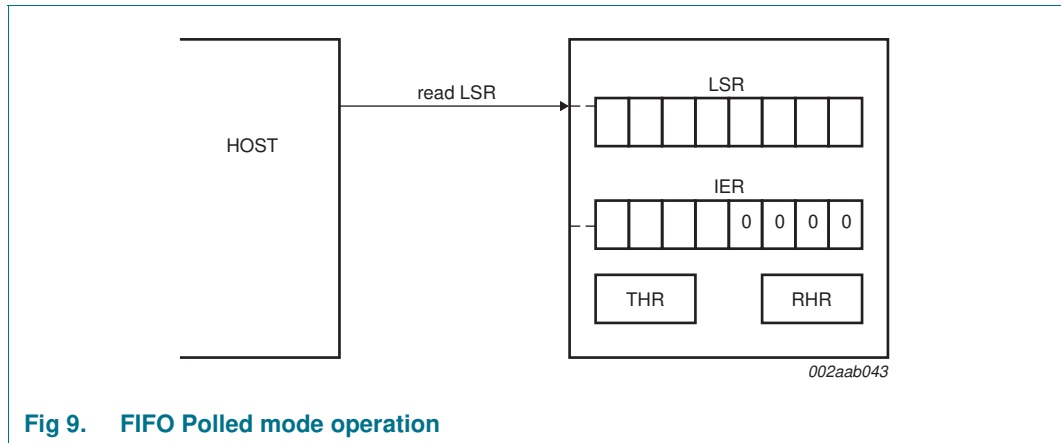 read LSR
LSR
HOST
IER
0 0 0 0
THR RHR
002aab043
Fig 9. FIFO Polled mode operation